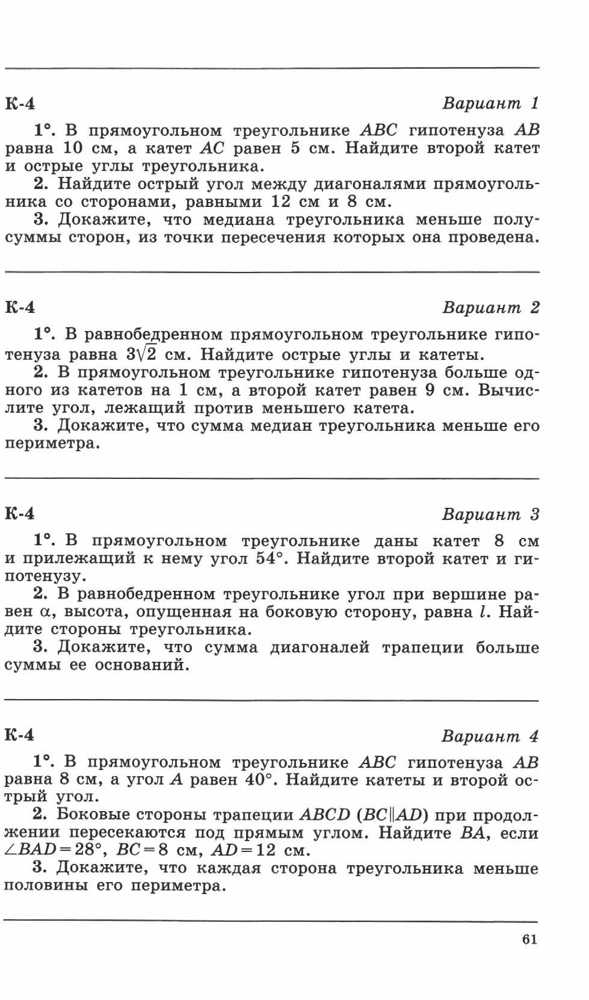 К-4 Вариант 1
1°. В прямоугольном треугольнике ABC гипотенуза AB
равна 10 см, а катет AC равен 5 см. Найдите второй катет
и острые углы треугольника.
2. Найдите острый угол между диагоналями прямоуголь-
ника со сторонами, равными 12 см и 8 см.
3. Докажите, что медиана треугольника меньше полу-
суммы сторон, из точки пересечения которых она проведена.
К-4 Вариант 2
1°. В равнобедренном прямоугольном треугольнике гипо-
тенуза равна 3√2 см. Найдите острые углы и катеты.
2. В прямоугольном треугольнике гипотенуза больше од-
ного из катетов на 1 см, а второй катет равен 9 см. Вычис-
лите угол, лежащий против меньшего катета.
3. Докажите, что сумма медиан треугольника меньше его
периметра.
К-4 Вариант 3
1°. В прямоугольном треугольнике даны катет 8 см
и прилежащий к нему угол 54°. Найдите второй катет и ги-
потенузу.
2. В равнобедренном треугольнике угол при вершине ра-
вен α, высота, опущенная на боковую сторону, равна l. Най-
дите стороны треугольника.
3. Докажите, что сумма диагоналей трапеции больше
суммы ее оснований.
К-4 Вариант 4
1°. В прямоугольном треугольнике ABC гипотенуза AB
равна 8 см, а угол A равен 40°. Найдите катеты и второй ос-
трый угол.
2. Боковые стороны трапеции ABCD (BC∥AD) при продол-
жении пересекаются под прямым углом. Найдите BA, если
∠BAD=28°, BC=8 см, AD=12 см.
3. Докажите, что каждая сторона треугольника меньше
половины его периметра.
61